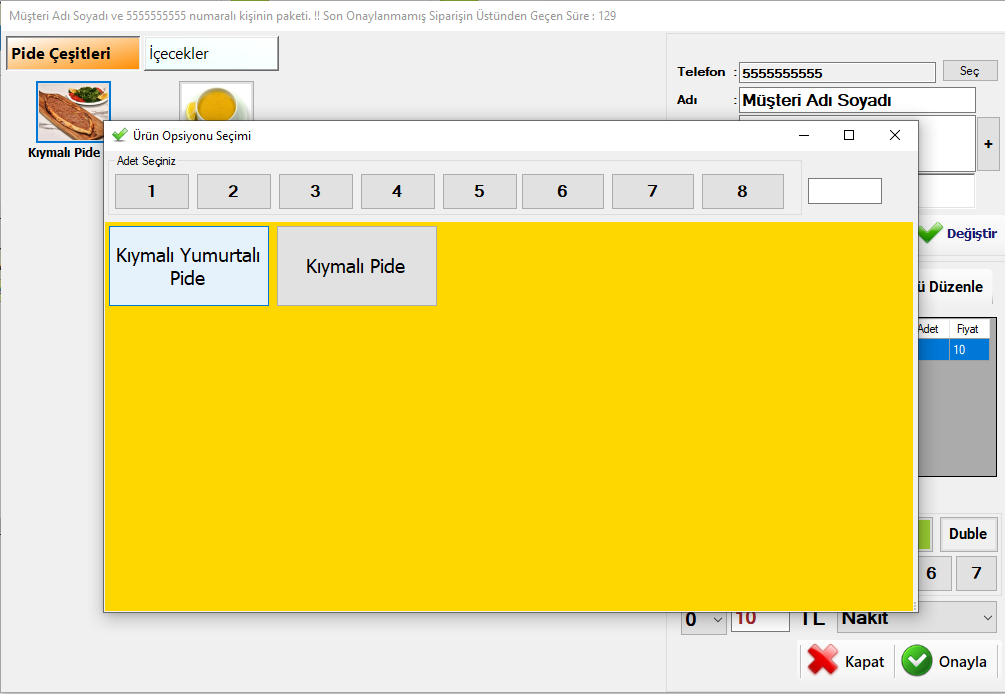 Müşteri Adı Soyadı ve 5555555555 numaralı kişinin paketi. !! Son Onaylanmamış Siparişin Üstünden Geçen Süre : 129
Pide Çeşitleri
İçecekler
Kıymalı Pide
Telefon :
5555555555
Seç
Adı :
Müşteri Adı Soyadı
+
Değiştir
ü Düzenle
Adet Fiyat
10
Duble
6 7
0
10
TL
Nakit
Kapat
Onayla
Ürün Opsiyonu Seçimi
Adet Seçiniz
1 2 3 4 5 6 7 8
Kıymalı Yumurtalı
Pide
Kıymalı Pide